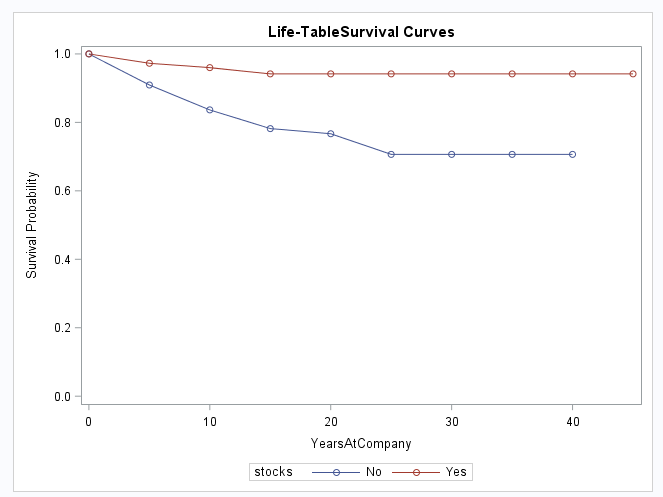 Life-TableSurvival Curves
1.0
0.8
0.6
0.4
0.2
0.0
Survival Probability
0 10 20 30 40
YearsAtCompany
stocks No Yes